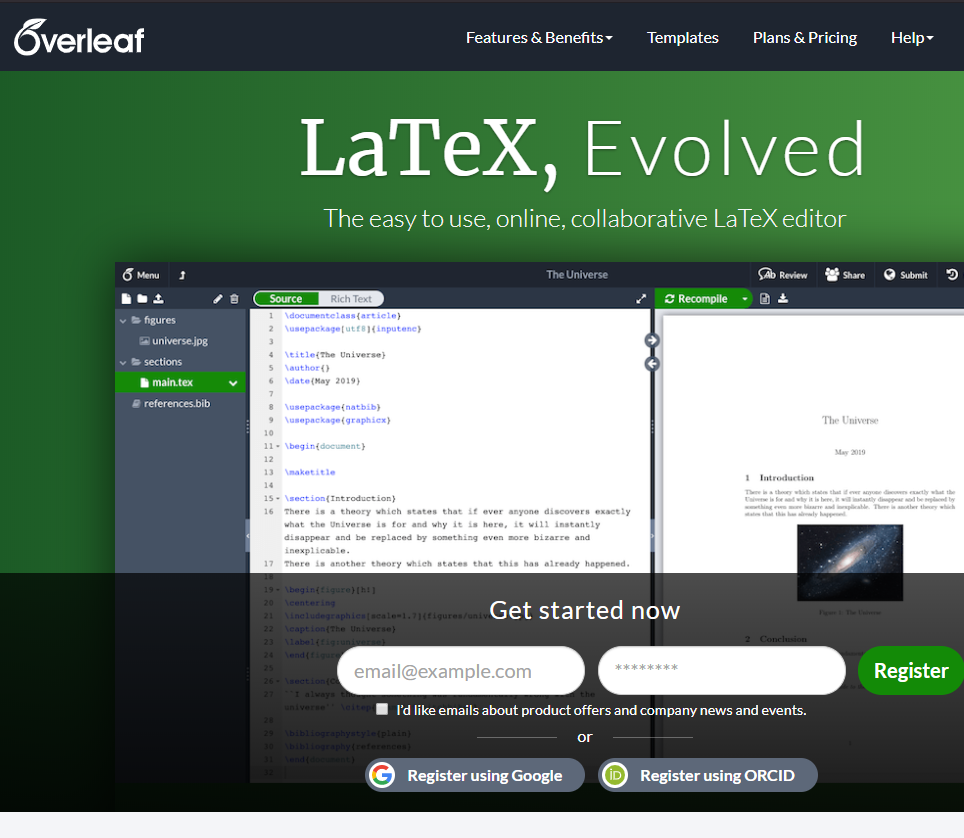 Overleaf
Features & Benefits
Templates
Plans & Pricing
Help
LaTeX, Evolved
The easy to use, online, collaborative LaTeX editor
Menu
The Universe
Review
Share
Submit
Source
Rich Text
Recompile
figures
universe.jpg
sections
main.tex
references.bib
1 \documentclass{article}
2 \usepackage[utf8]{inputenc}
3
4 \title{The Universe}
5 \author{}
6 \date{May 2019}
7
8 \usepackage{natbib}
9 \usepackage{graphicx}
10
11 \begin{document}
12
13 \maketitle
14
15 \section{Introduction}
16 There is a theory which states that if ever anyone discovers exactly
what the Universe is for and why it is here, it will instantly
disappear and be replaced by something even more bizarre and
inexplicable.
17 There is another theory which states that this has already happened.
18
19 \begin{figure}[h!]
20 \centering
21 \includegraphics[scale=1.7]{figures/
22 \caption{The Universe}
23 \label{fig:universe}
24 \end{figure
25
26 \section{
27 ``I always
universe''
28
29 \bibliographystyle{plain}
30 \bibliography{references}
31 \end{document}
The Universe
May 2019
1 Introduction
There is a theory which states that if ever anyone discovers exactly what the
Universe is for and why it is here, it will instantly disappear and be replaced by
something even more bizarre and inexplicable. There is another theory which
states that this has already happened.
Figure 1: The Universe
2 Conclusion
Get started now
email@example.com
********
Register
I'd like emails about product offers and company news and events.
or
Register using Google
iD
Register using ORCID